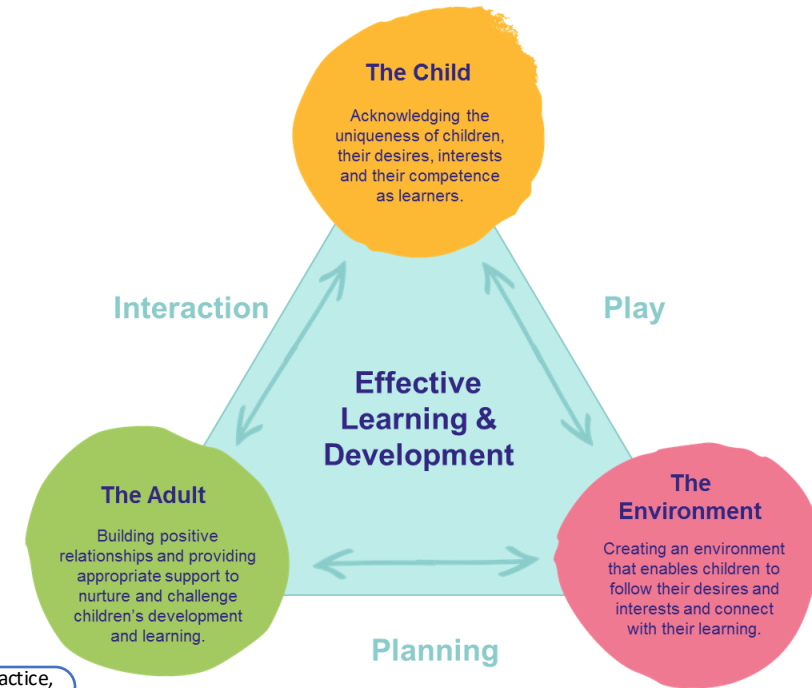 The Child
Acknowledging the
uniqueness of children,
their desires, interests
and their competence
as learners.
Interaction
Play
Effective
Learning &
Development
The Adult
Building positive
relationships and providing
appropriate support to
nurture and challenge
children's development
and learning.
The
Environment
Creating an environment
that enables children to
follow their desires and
interests and connect
with their learning.
Planning